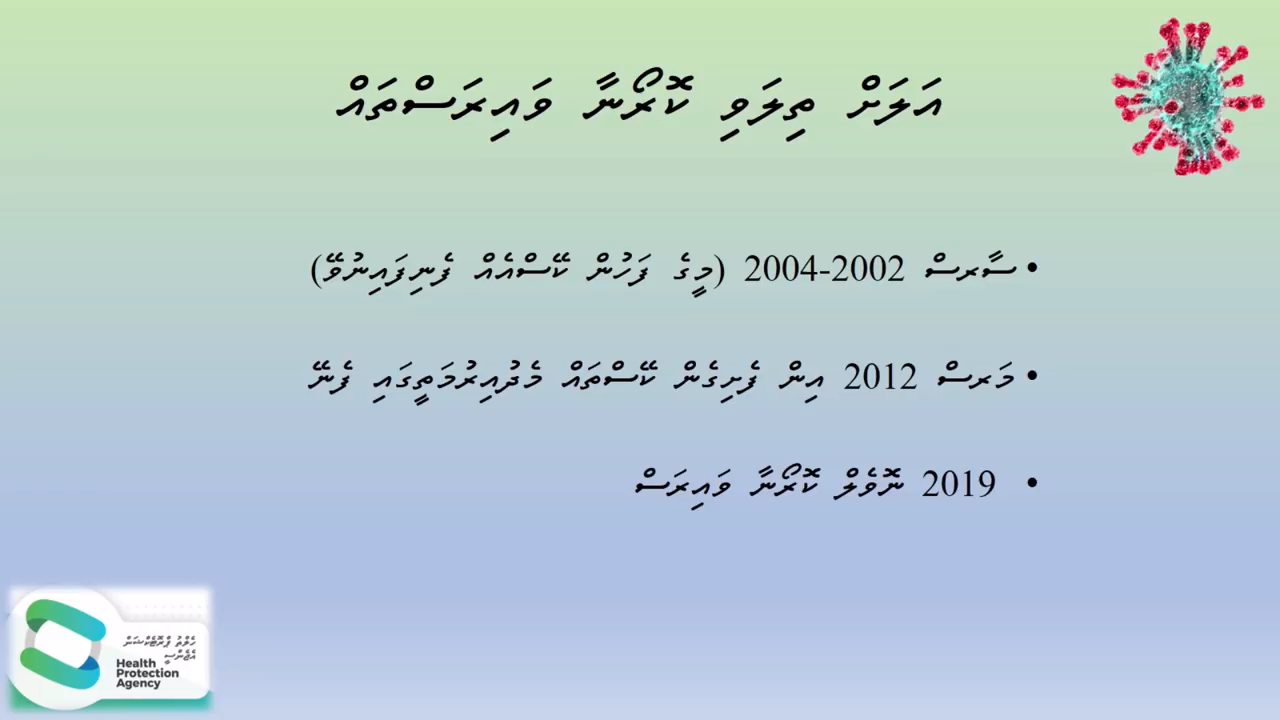 އަލަށް ތިލަވި ކޮރޯނާ ވައިރަސްތައް
• ސާރސް 2002-2004 (މީގެ ފަހުން ކޭސްއެއް ފެނިފައިނުވޭ)
• މަރސް 2012 އިން ފެށިގެން ކޭސްތައް މެދުއިރުމަތީގައި ފެނޭ
• 2019 ނޮވެލް ކޮރޯނާ ވައިރަސް
ހެލްތު ޕްރޮޓެކްޝަން
އެޖެންސީ
Health
Protection
Agency